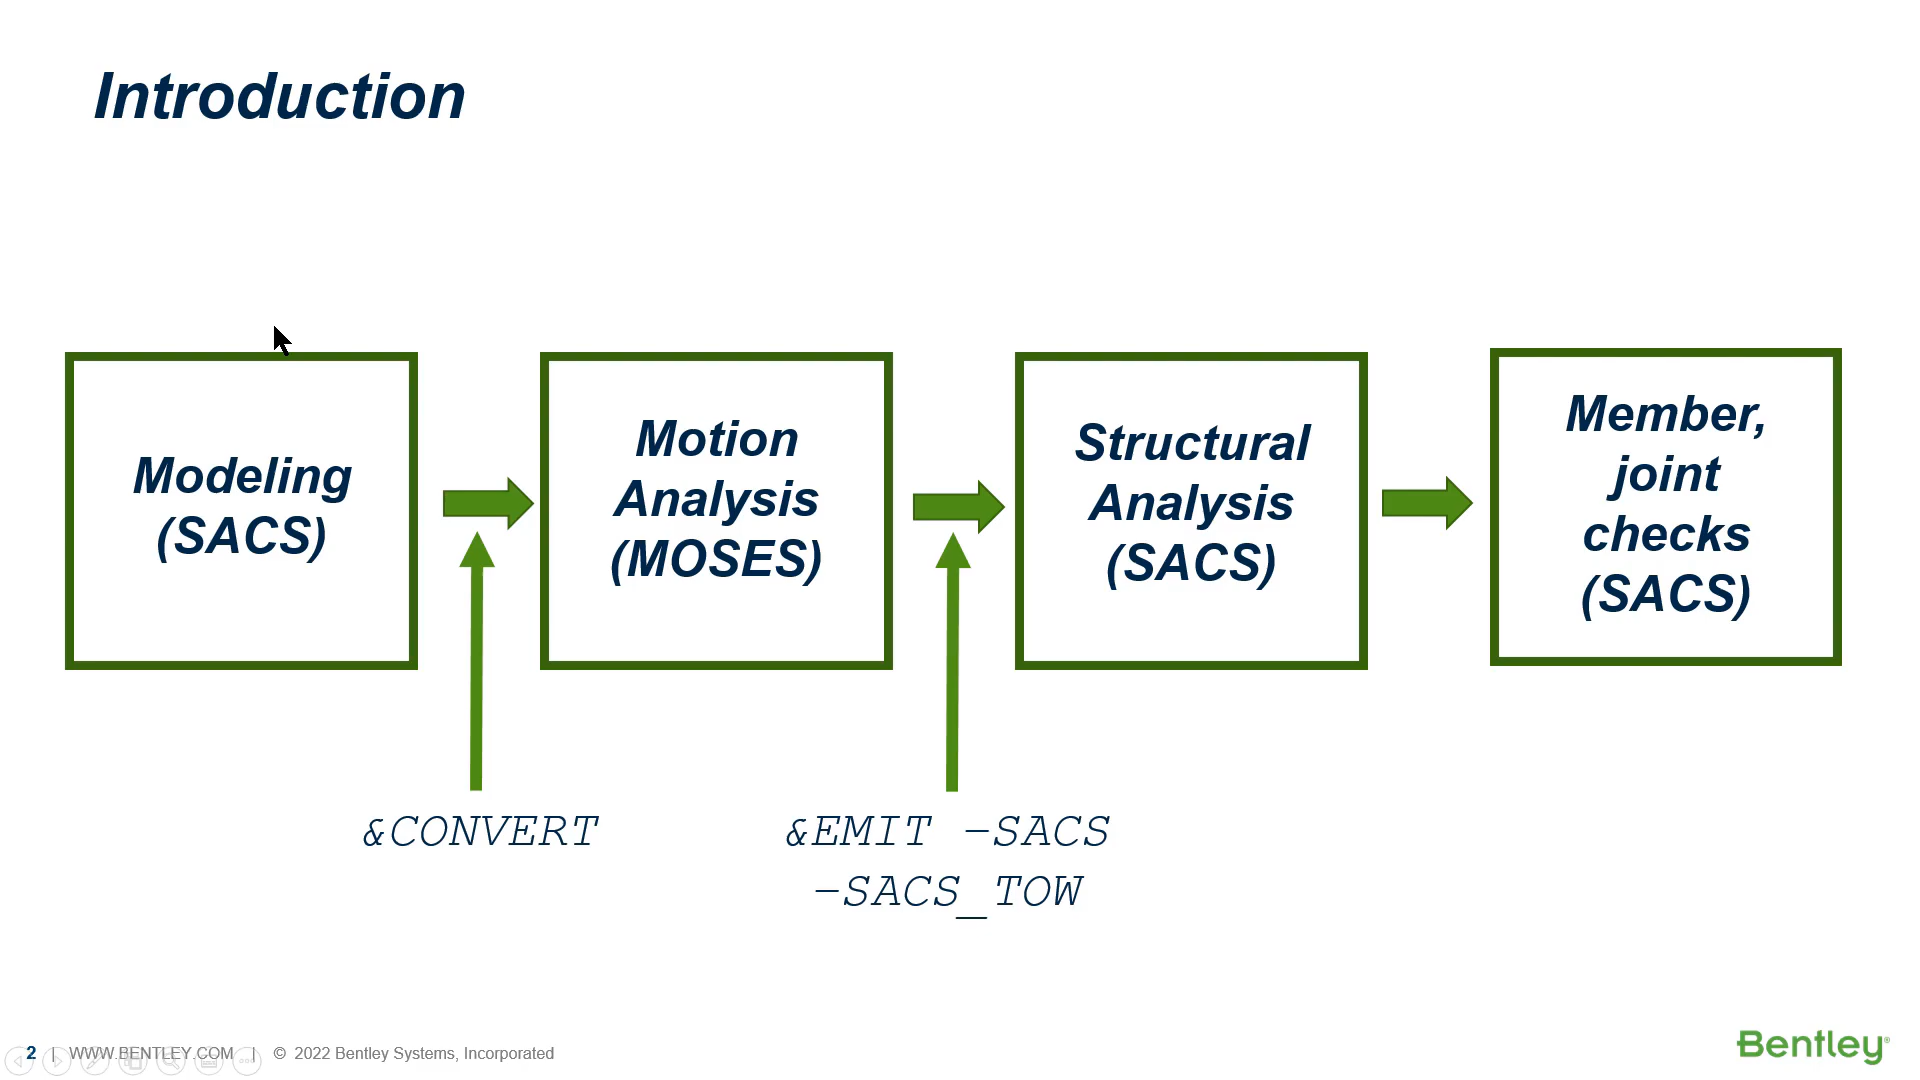 Introduction
Modeling
(SACS)
Motion
Analysis
(MOSES)
Structural
Analysis
(SACS)
Member,
joint
checks
(SACS)
&CONVERT
&EMIT –SACS
–SACS_TOW
2 | WWW.BENTLEY.COM | © 2022 Bentley Systems, Incorporated
Bentley®